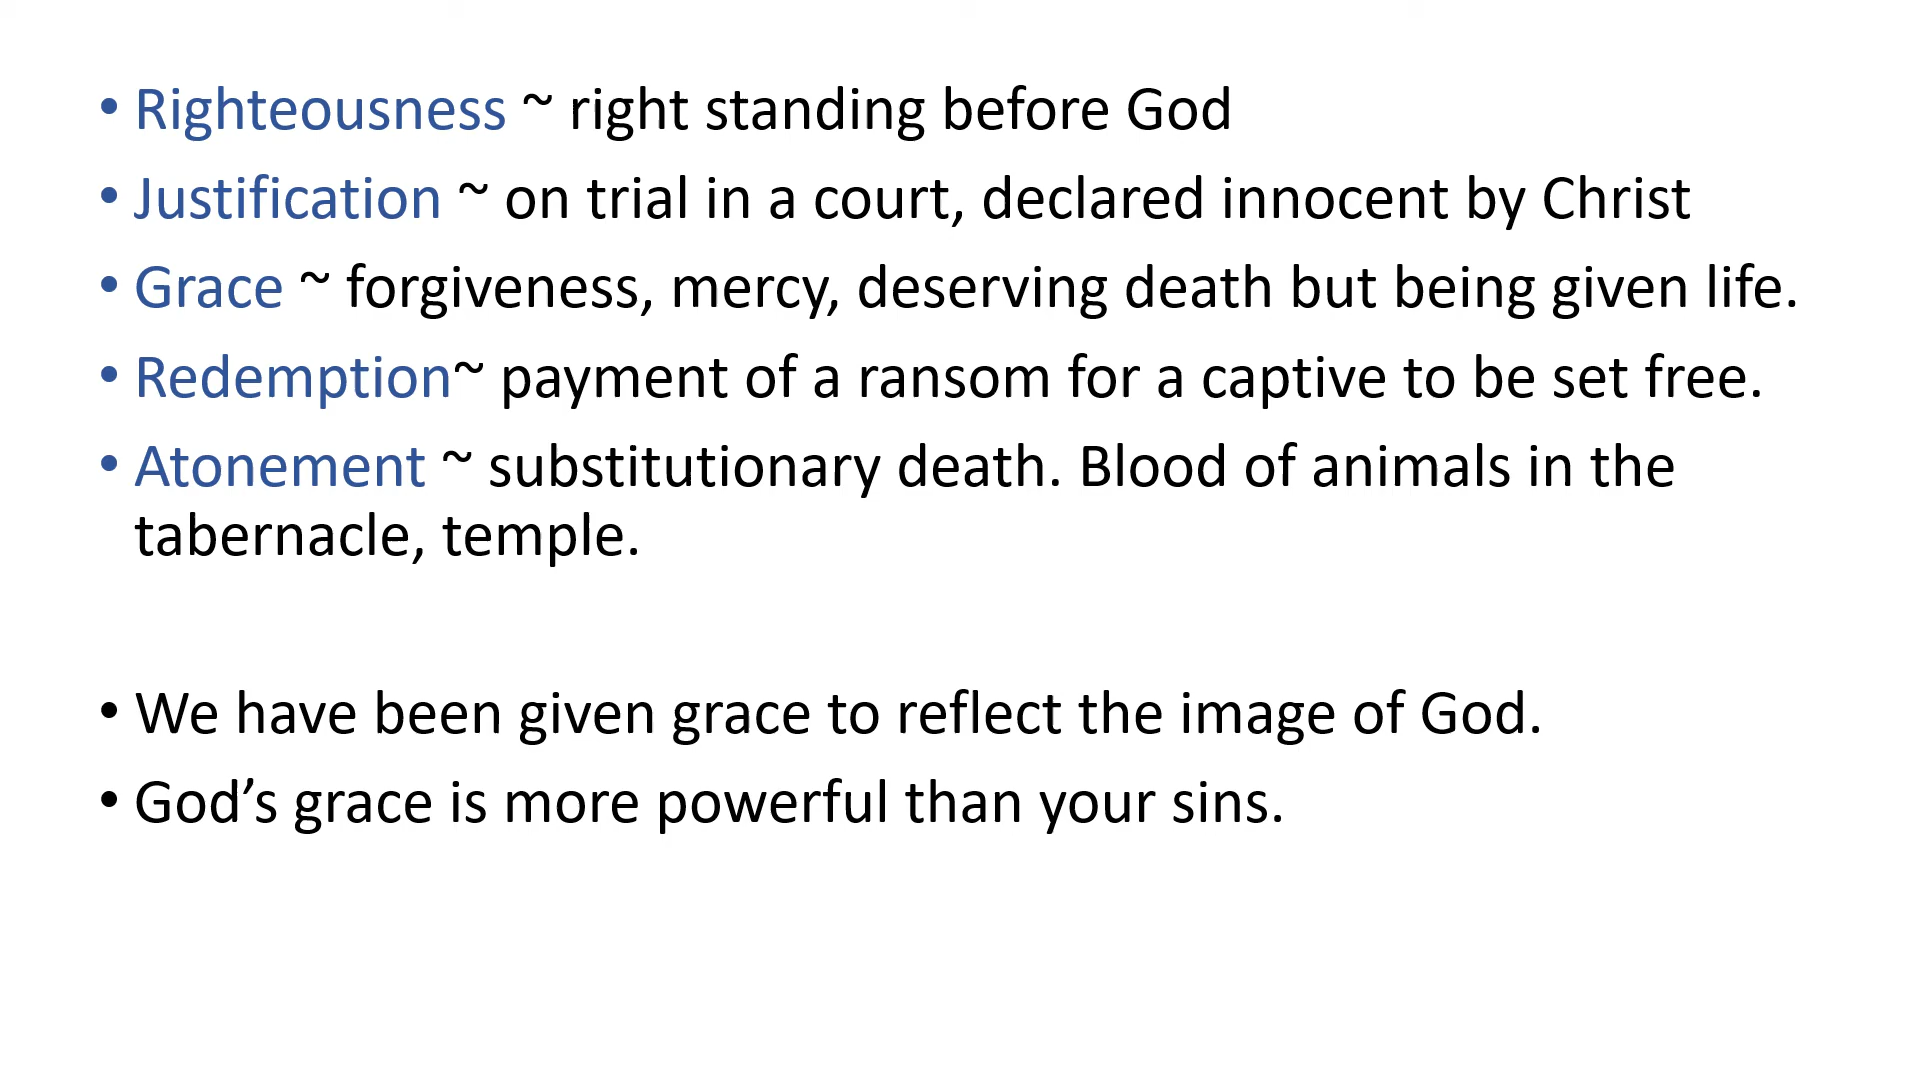 • Righteousness ~ right standing before God
• Justification ~ on trial in a court, declared innocent by Christ
• Grace ~ forgiveness, mercy, deserving death but being given life.
• Redemption~ payment of a ransom for a captive to be set free.
• Atonement ~ substitutionary death. Blood of animals in the
tabernacle, temple.
• We have been given grace to reflect the image of God.
• God’s grace is more powerful than your sins.